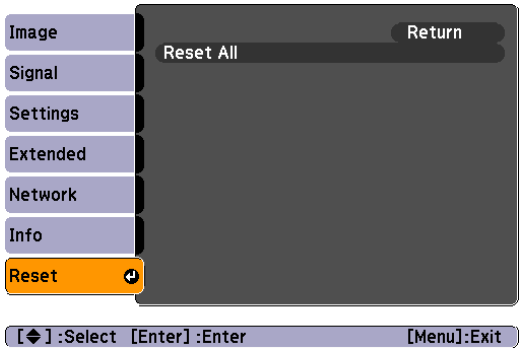 Image
Signal
Settings
Extended
Network
Info
Reset
Return
Reset All
[◆] :Select [Enter] :Enter [Menu]:Exit